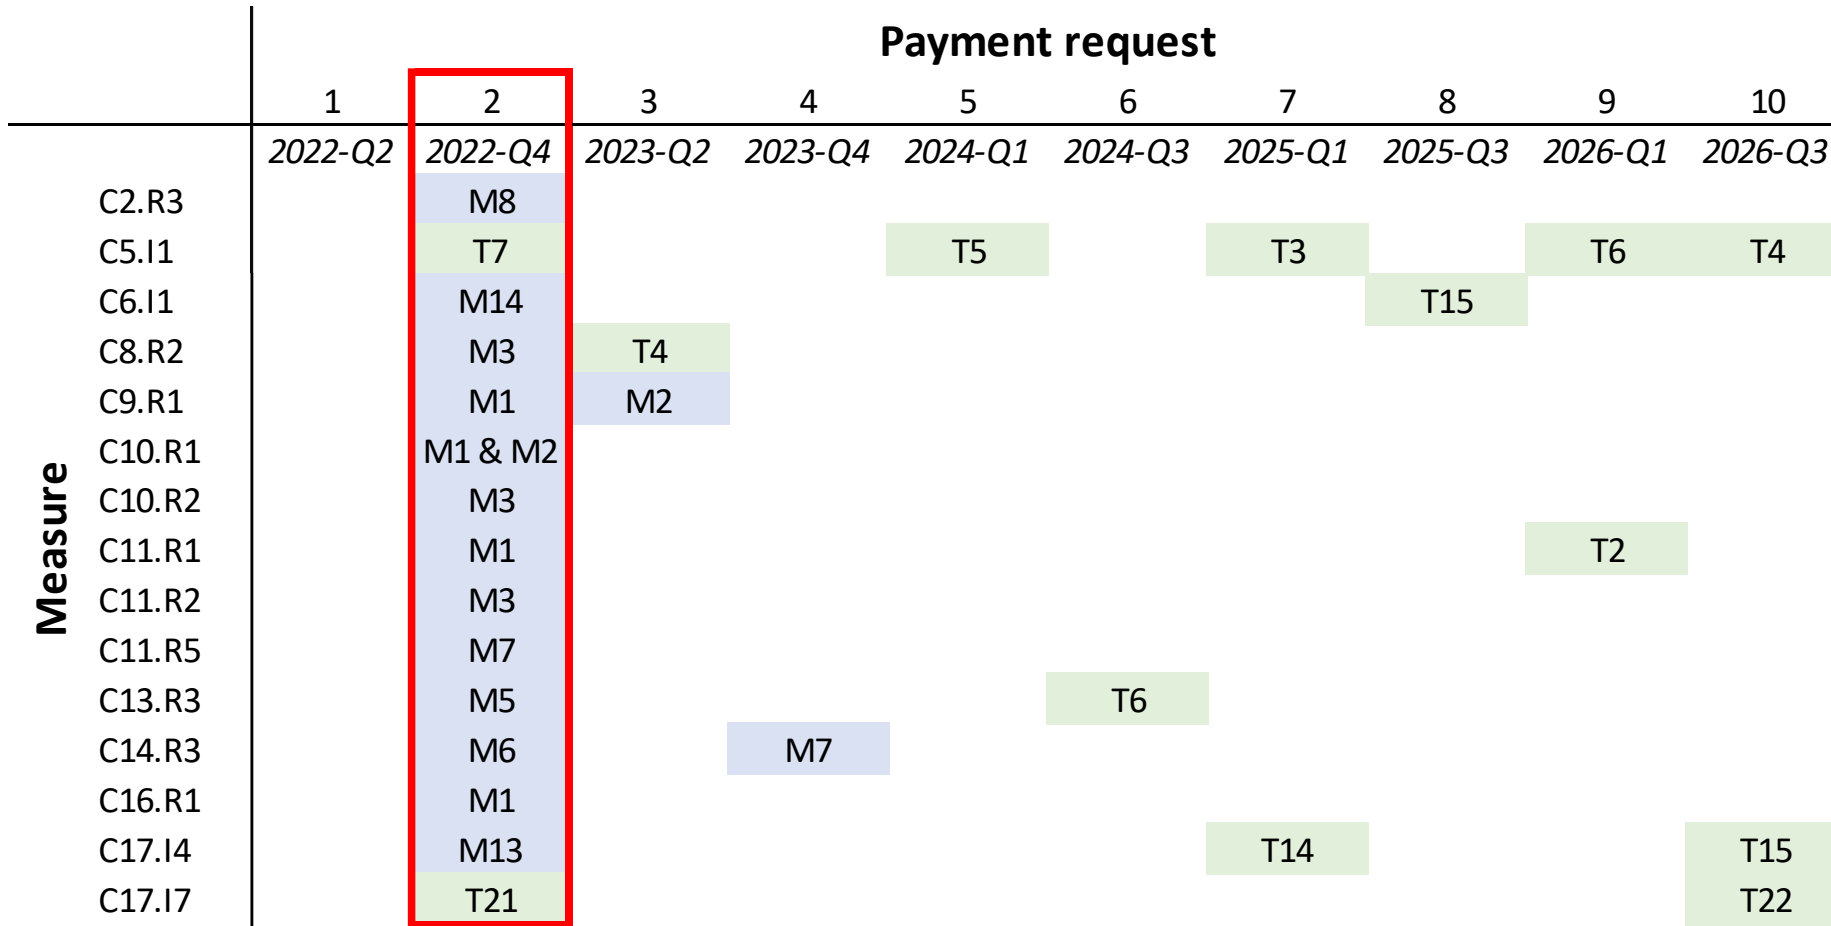 Payment request
1 2 3 4 5 6 7 8 9 10
2022-Q2 2022-Q4 2023-Q2 2023-Q4 2024-Q1 2024-Q3 2025-Q1 2025-Q3 2026-Q1 2026-Q3
Measure
C2.R3 M8
C5.I1 T7 T5 T3 T6 T4
C6.I1 M14 T15
C8.R2 M3 T4
C9.R1 M1 M2
C10.R1 M1 & M2
C10.R2 M3
C11.R1 M1 T2
C11.R2 M3
C11.R5 M7
C13.R3 M5 T6
C14.R3 M6 M7
C16.R1 M1
C17.I4 M13 T14 T15
C17.I7 T21 T22